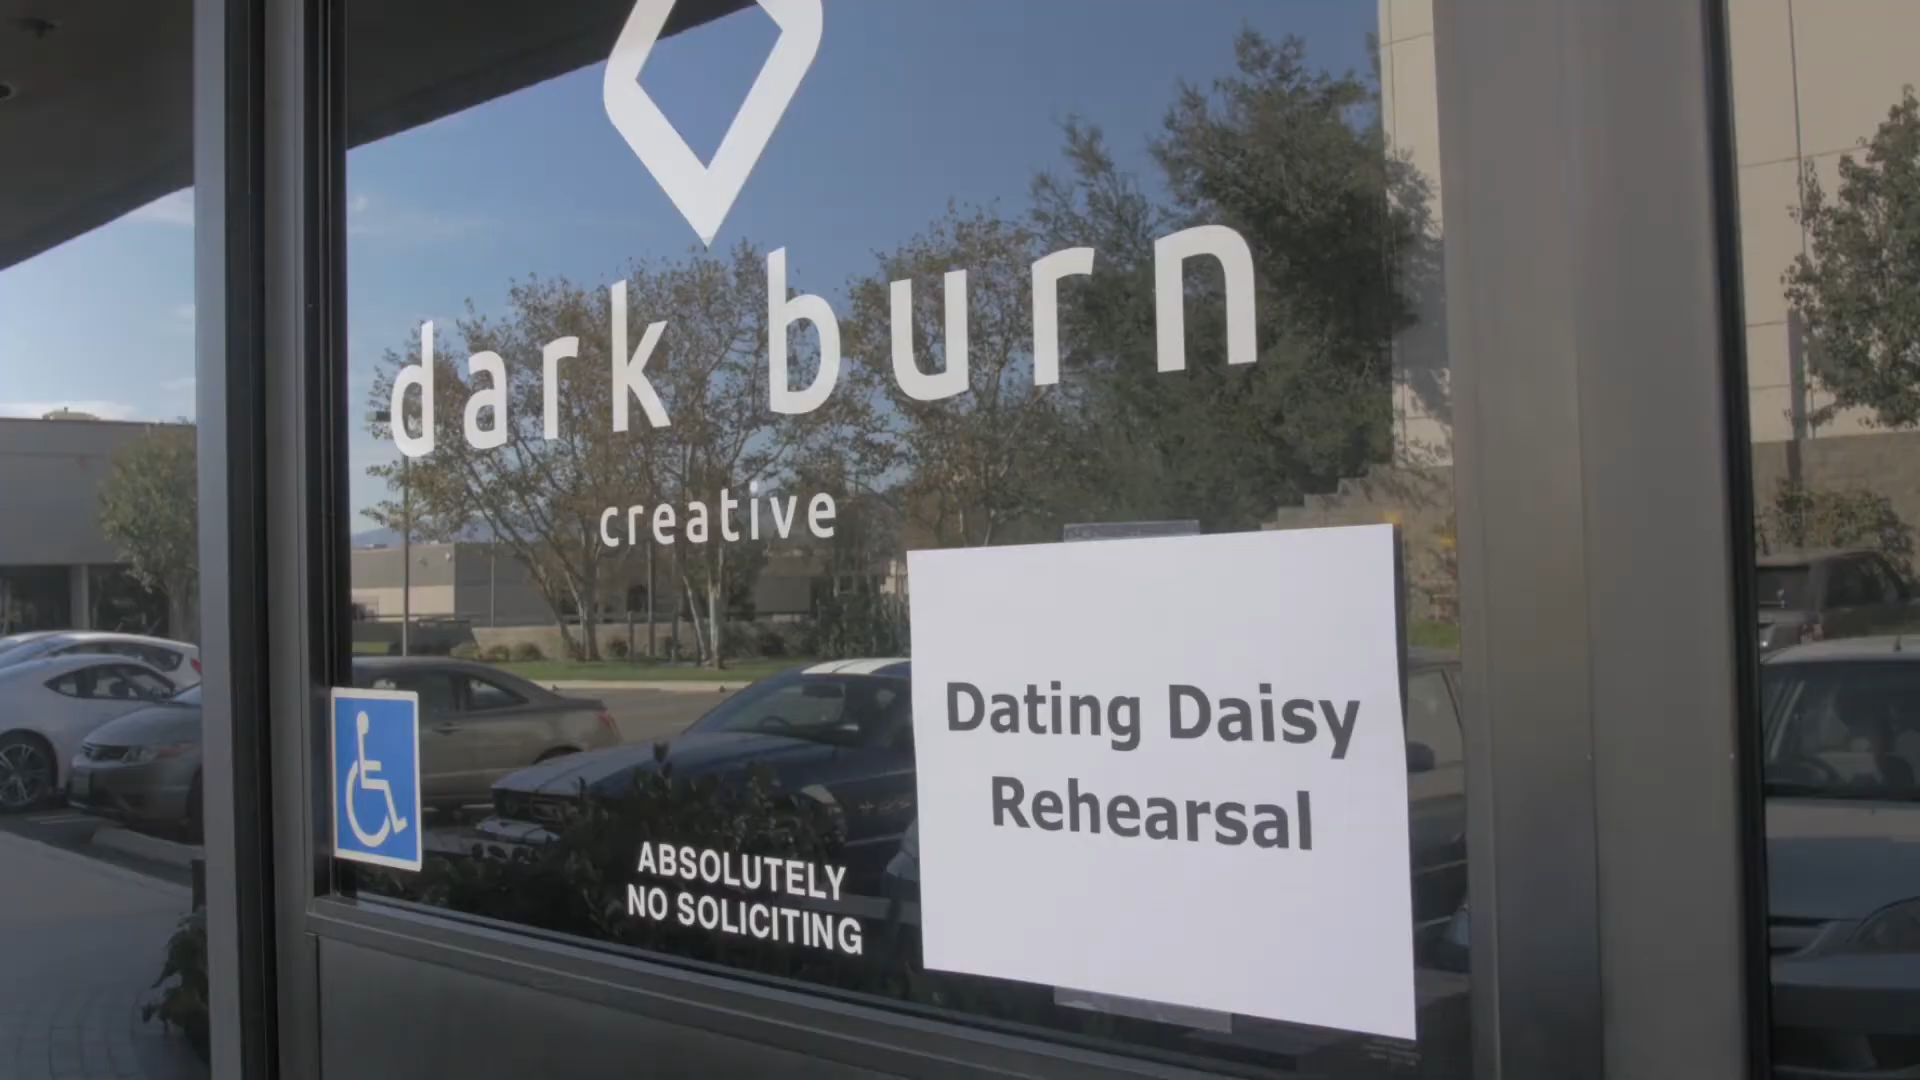 dark burn
creative
Dating Daisy
Rehearsal
ABSOLUTELY
NO SOLICITING